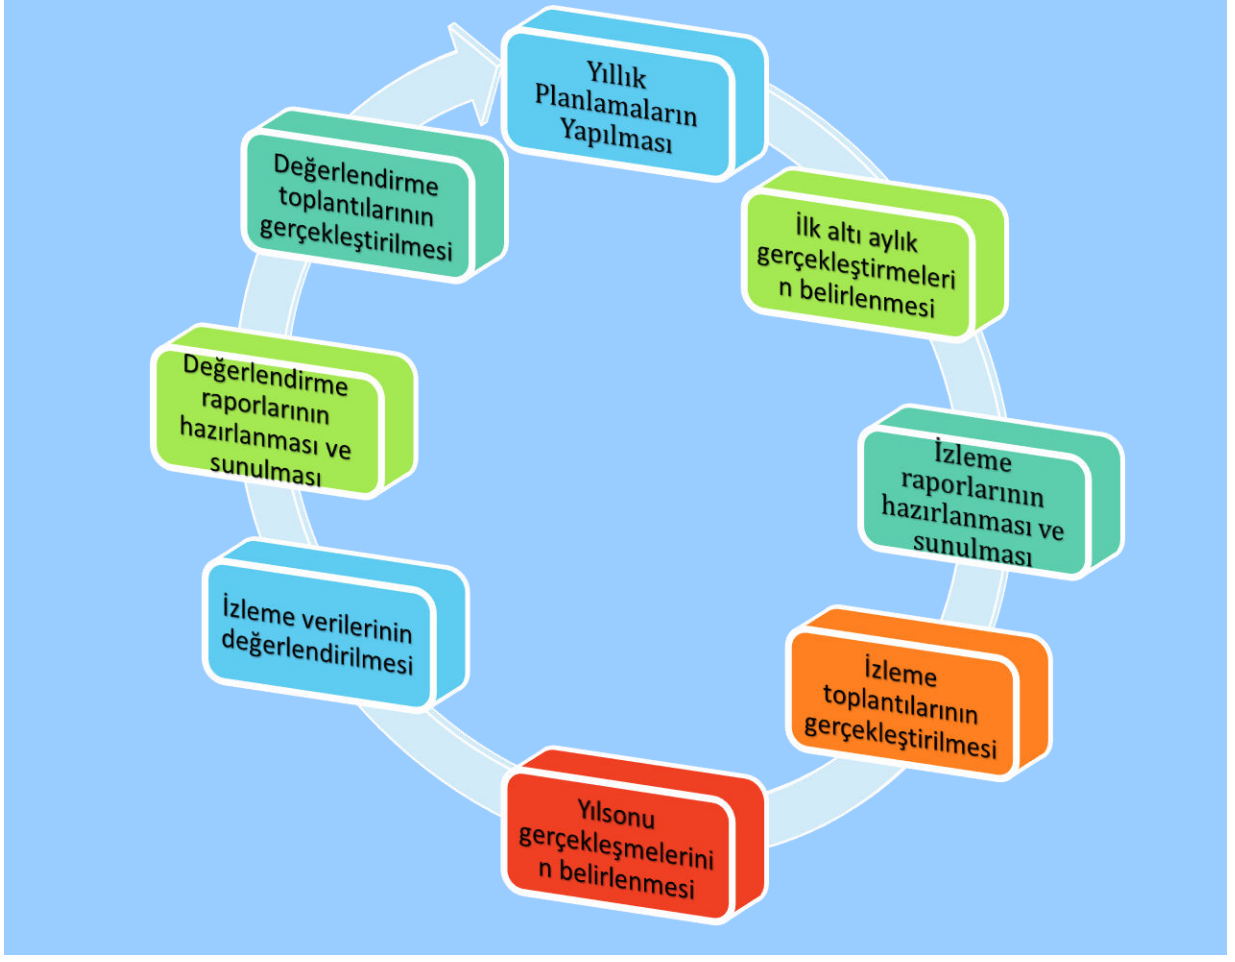 Yıllık
Planlamaların
Yapılması
İlk altı aylık
gerçekleştirmeleri
n belirlenmesi
İzleme
raporlarının
hazırlanması ve
sunulması
İzleme
toplantılarının
gerçekleştirilmesi
Yılsonu
gerçekleşmelerini
n belirlenmesi
İzleme verilerinin
değerlendirilmesi
Değerlendirme
raporlarının
hazırlanması ve
sunulması
Değerlendirme
toplantılarının
gerçekleştirilmesi